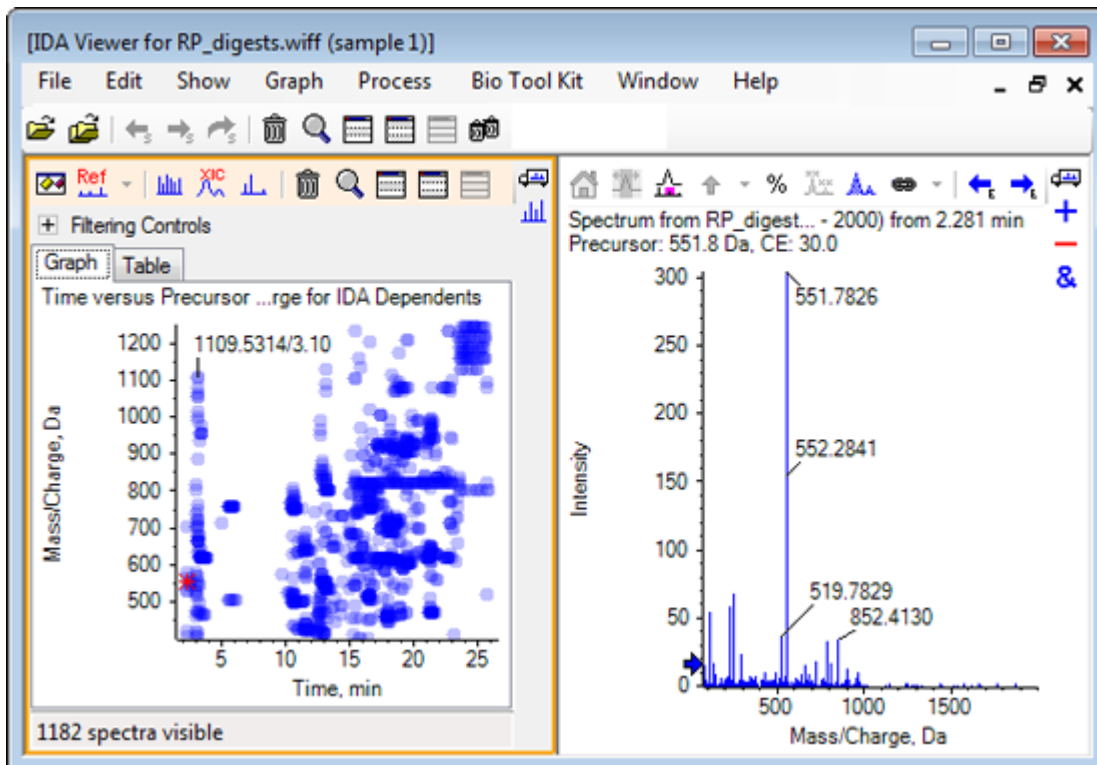 [IDA Viewer for RP_digests.wiff (sample 1)]
File Edit Show Graph Process Bio Tool Kit Window Help
S S S
Ref XIC
Filtering Controls
Graph Table
Time versus Precursor ...rge for IDA Dependents
1200
1100
1000
900
800
700
600
500
1109.5314/3.10
Mass/Charge, Da
5 10 15 20 25
Time, min
1182 spectra visible
% E E
Spectrum from RP_digest... - 2000) from 2.281 min
Precursor: 551.8 Da, CE: 30.0
&
300
250
200
150
100
50
0
Intensity
551.7826
552.2841
519.7829
852.4130
500 1000 1500
Mass/Charge, Da